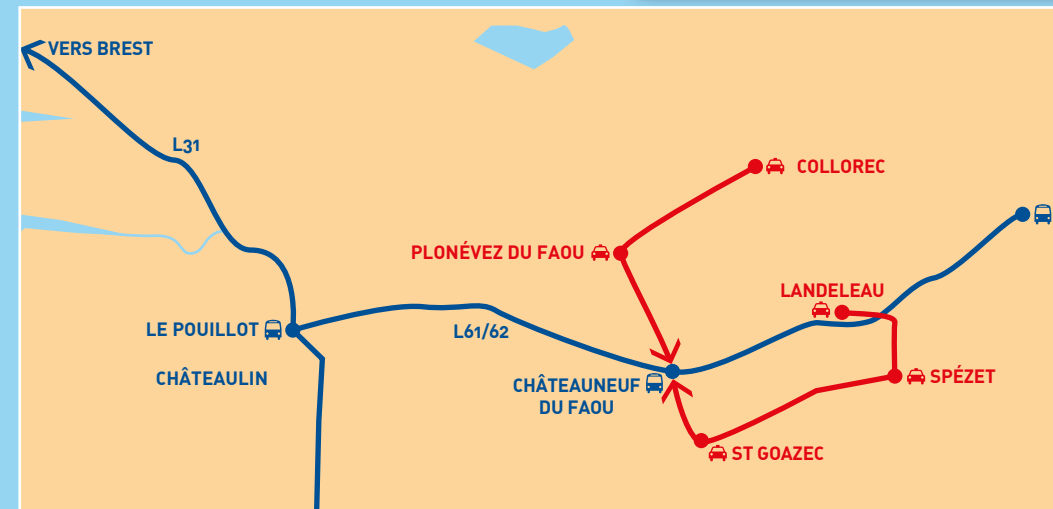 VERS BREST
L31
COLLOREC
PLONÉVEZ DU FAOU
LANDELEAU
LE POUILLOT
L61/62
CHÂTEAULIN
CHÂTEAUNEUF
DU FAOU
SPÉZET
ST GOAZEC